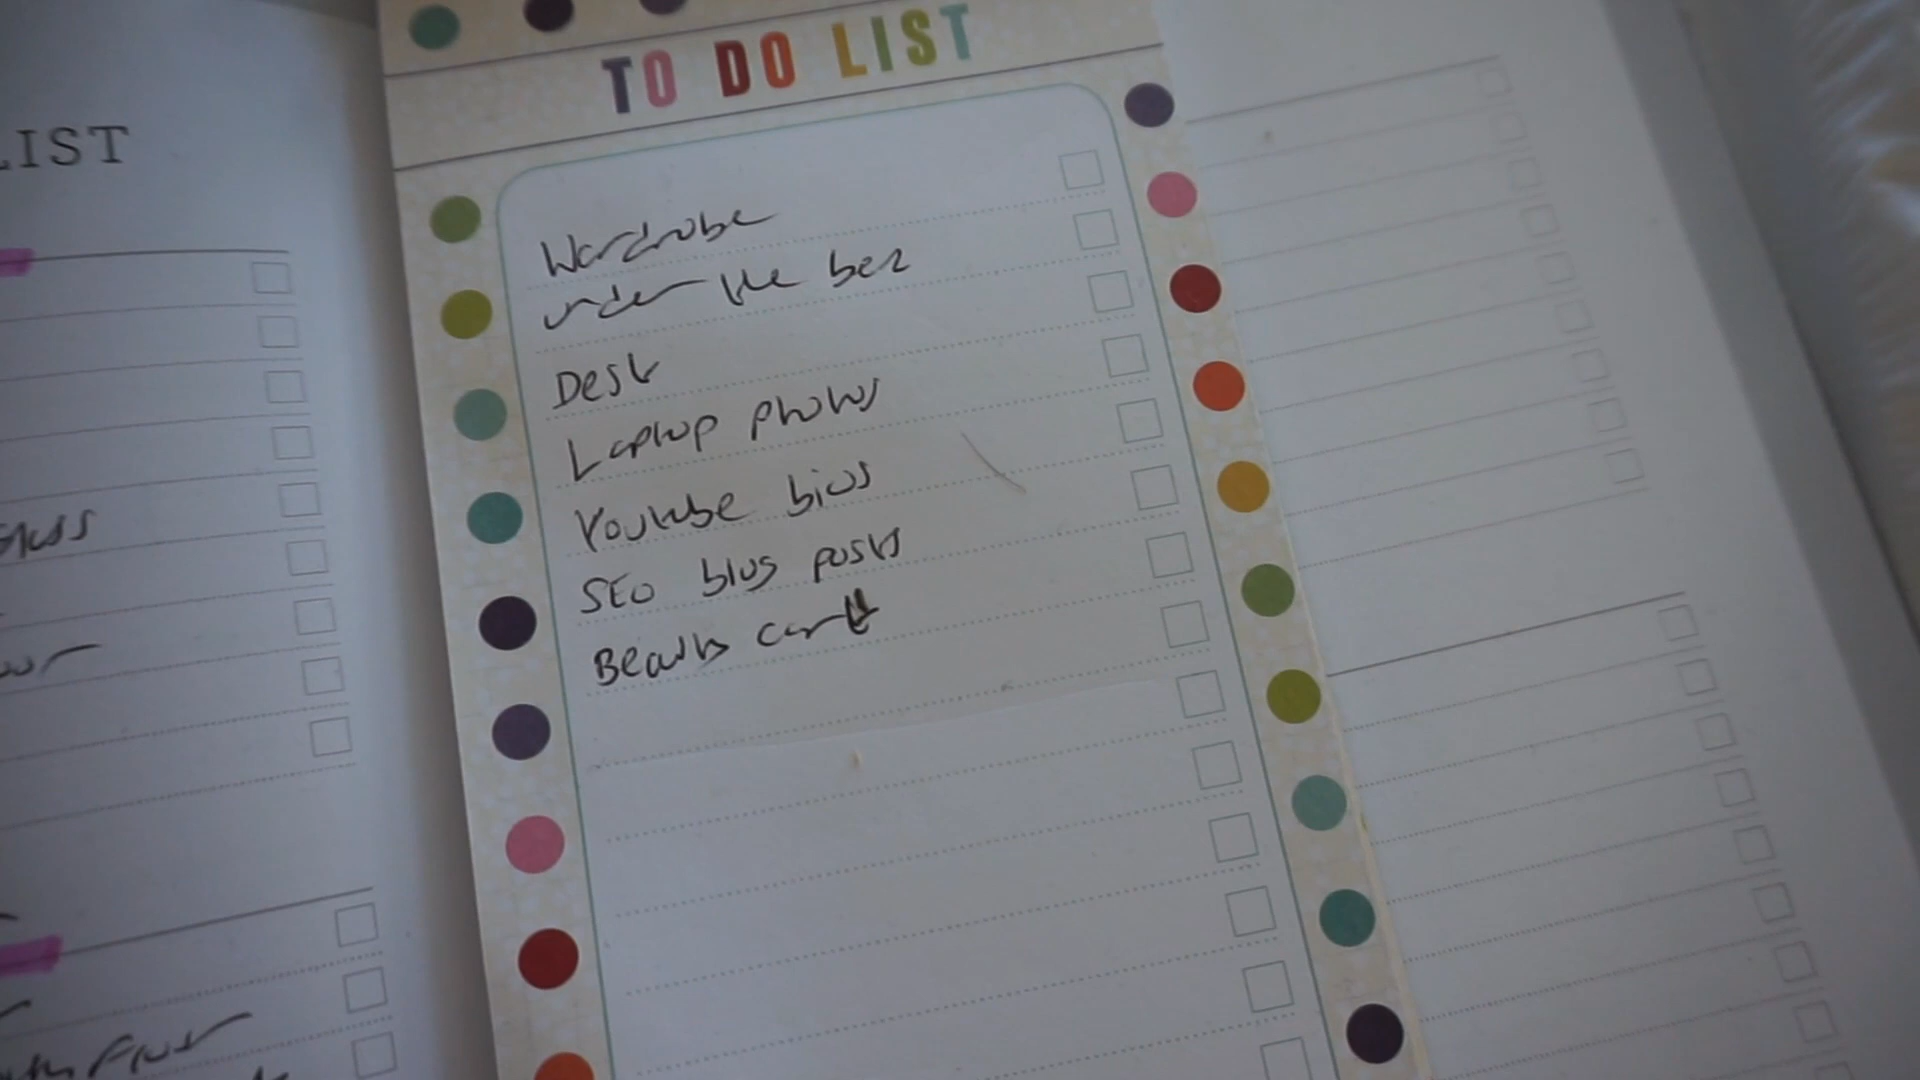 LIST
TO DO LIST
Wardrobe
under the bed
Desk
Laptop photos
Youtube bios
SEO blog posts
Beauty cart